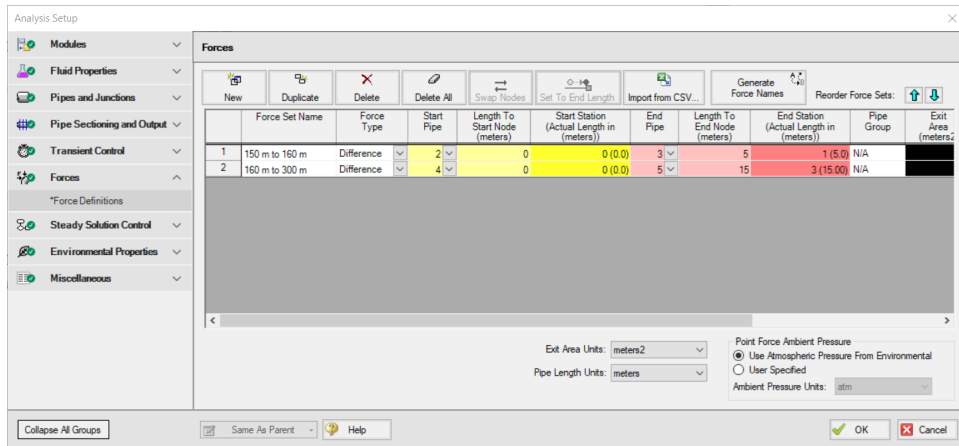 Analysis Setup
Modules
Fluid Properties
Pipes and Junctions
Pipe Sectioning and Output
Transient Control
Forces
*Force Definitions
Steady Solution Control
Environmental Properties
Miscellaneous
Collapse All Groups
Forces
New
Duplicate
Delete
Delete All
Swap Nodes
Set To End Length
Import from CSV...
Generate
Force Names
Reorder Force Sets:
Force Set Name
Force
Type
Start
Pipe
Length To
Start Node
(meters)
Start Station
(Actual Length in
(meters))
End
Pipe
Length To
End Node
(meters)
End Station
(Actual Length in
(meters))
Pipe
Group
Exit
Area
(meters2
1 150 m to 160 m Difference 2 0 0 (0.0) 3 5 1 (5.0) N/A
2 160 m to 300 m Difference 4 0 0 (0.0) 5 15 3 (15.00) N/A
Exit Area Units: meters2
Pipe Length Units: meters
Point Force Ambient Pressure
Use Atmospheric Pressure From Environmental
User Specified
Ambient Pressure Units: atm
Same As Parent
Help
OK
Cancel